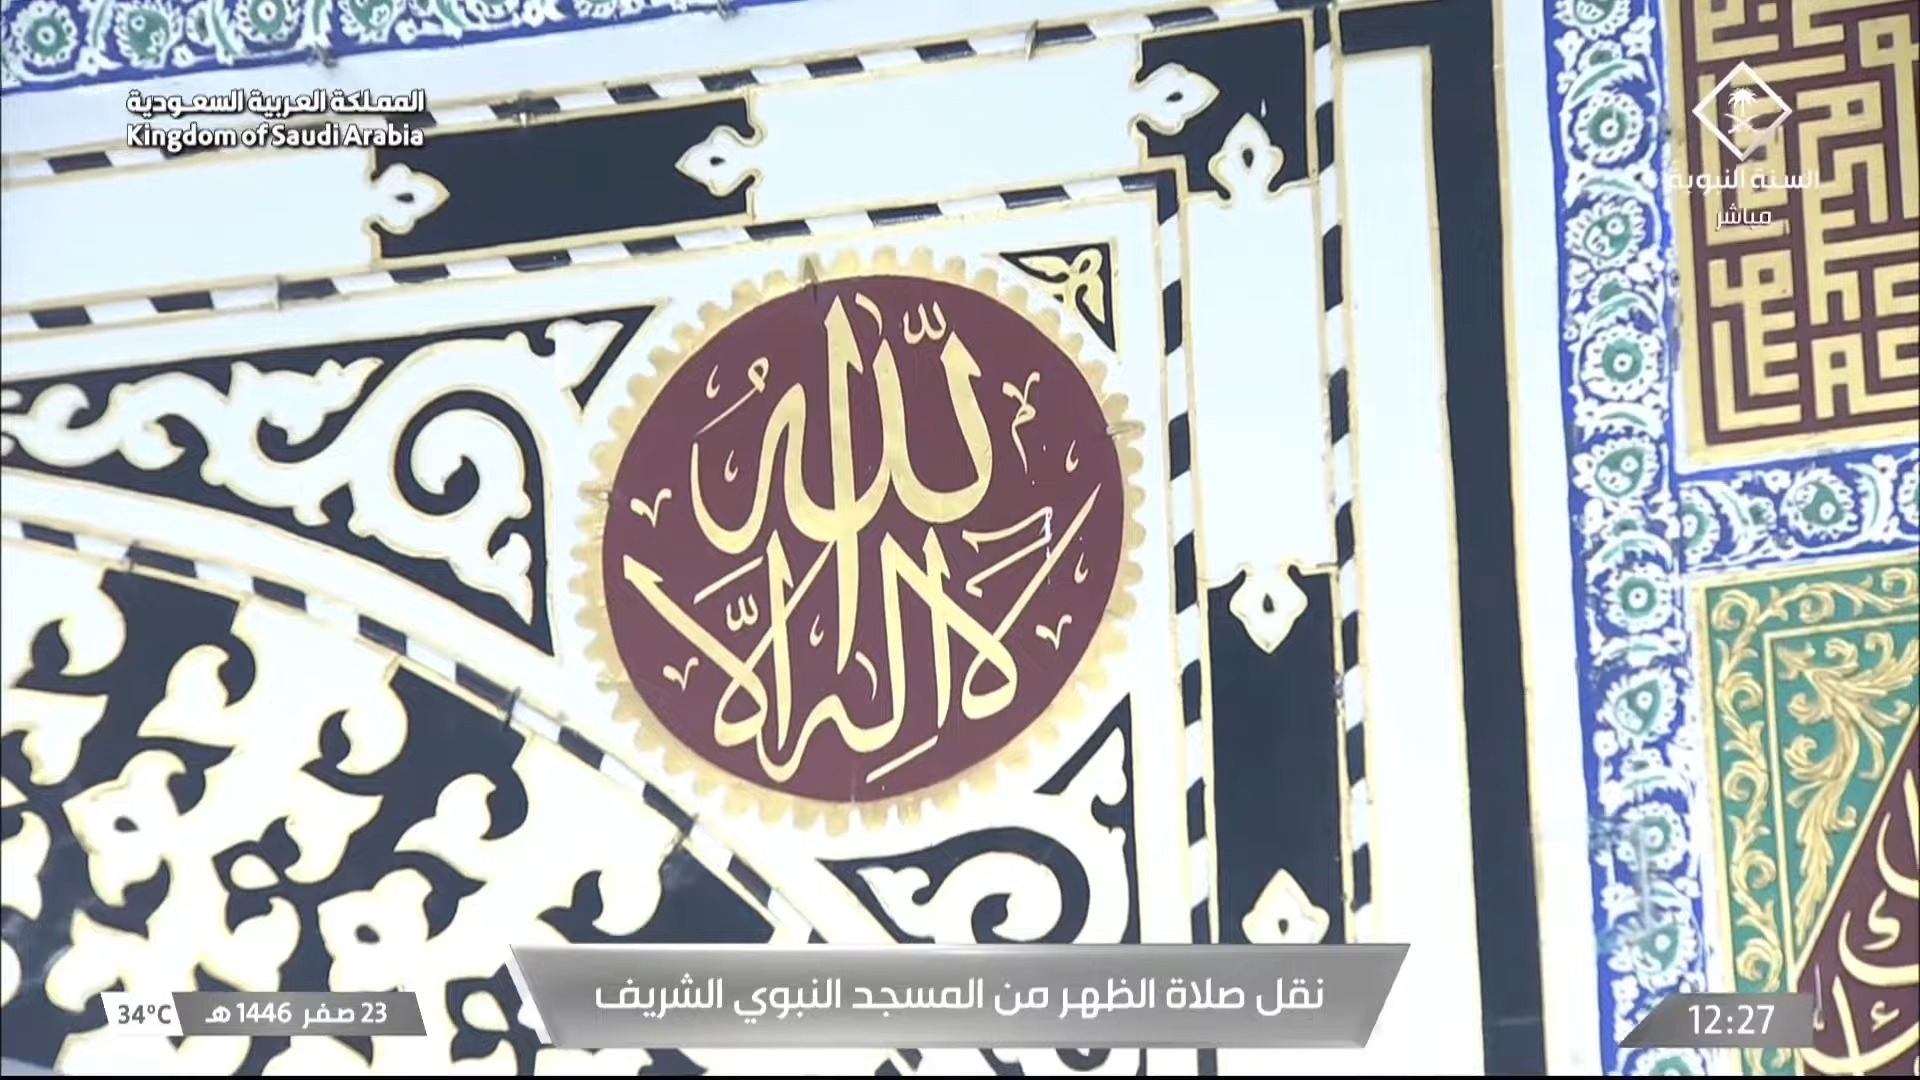 المملكة العربية السعودية
Kingdom of Saudi Arabia
السنة النبوية
مباشر
لا إله إلا الله
نقل صلاة الظهر من المسجد النبوي الشريف
34°C
23 صفر 1446 هـ
12:27